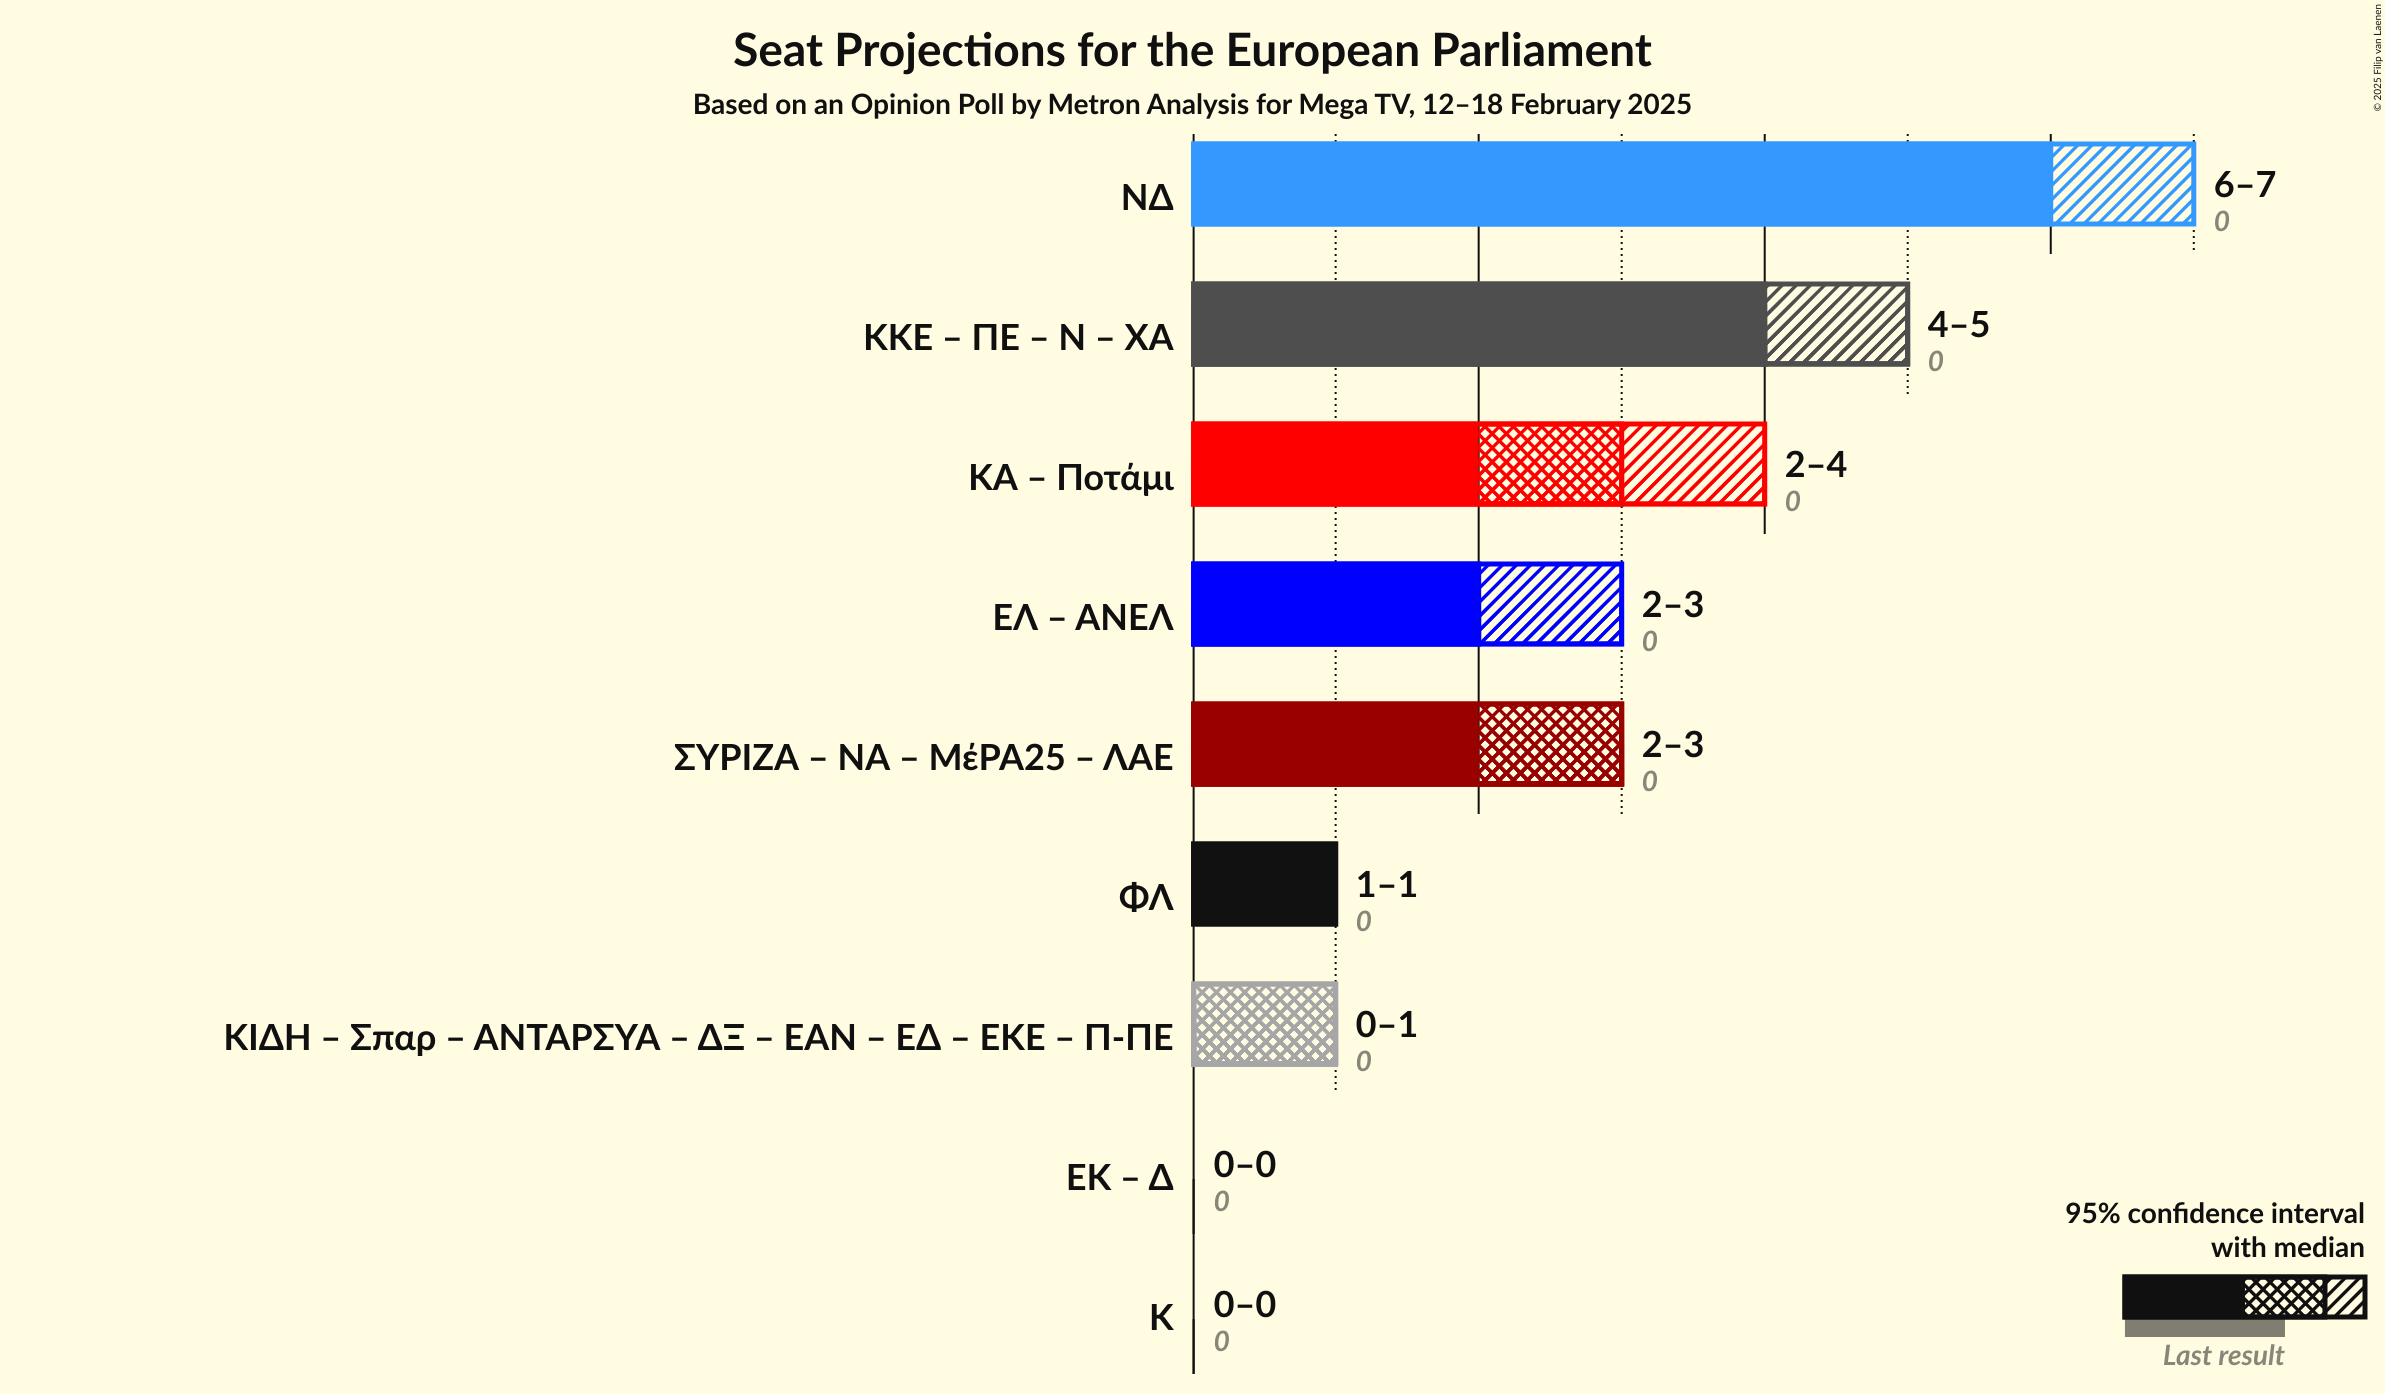 Seat Projections for the European Parliament
Based on an Opinion Poll by Metron Analysis for Mega TV, 12–18 February 2025
© 2025 Filip van Laenen
ΝΔ
6–7
0
ΚΚΕ – ΠΕ – Ν – ΧΑ
4–5
0
ΚΑ – Ποτάμι
2–4
0
ΕΛ – ΑΝΕΛ
2–3
0
ΣΥΡΙΖΑ – ΝΑ – ΜέΡΑ25 – ΛΑΕ
2–3
0
ΦΛ
1–1
0
ΚΙΔΗ – Σπαρ – ΑΝΤΑΡΣΥΑ – ΔΞ – ΕΑΝ – ΕΔ – ΕΚΕ – Π-ΠΕ
0–1
0
ΕΚ – Δ
0–0
0
Κ
0–0
0
95% confidence interval
with median
Last result